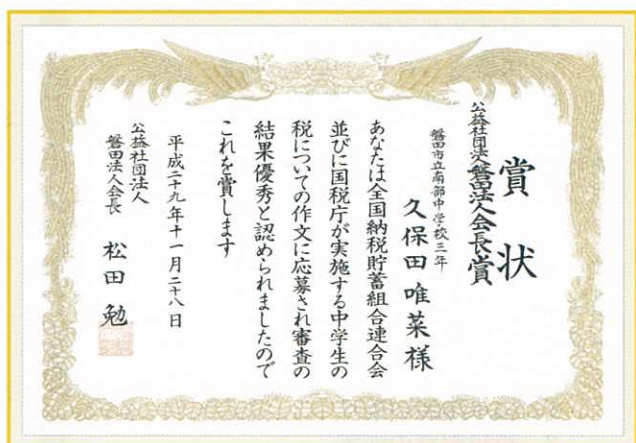 賞状
公益社団法人磐田法人会長賞
磐田市立南部中学校三年
久保田唯菜様
あなたは全国納税貯蓄組合連合会
並びに国税庁が実施する中学生の
税についての作文に応募され審査の
結果優秀と認められましたので
これを賞します
平成二十九年十一月二十八日
公益社団法人
磐田法人会長
松田勉